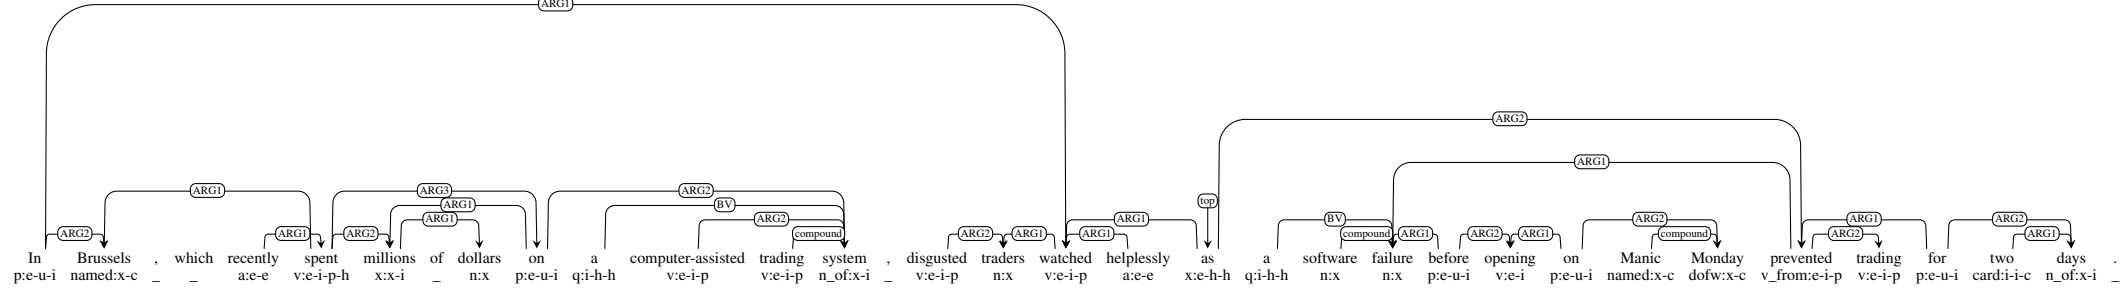 ARG1
ARG2
ARG1
top
ARG1 ARG3 ARG2
ARG1 BV
ARG1 ARG2 ARG1 BV ARG2 ARG1 ARG2
ARG2 ARG1 ARG2 compound ARG2 ARG1 ARG1 compound ARG1 ARG2 ARG1 compound ARG2 ARG1
In Brussels , which recently spent millions of dollars on a computer-assisted trading system , disgusted traders watched helplessly as a software failure before opening on Manic Monday prevented trading for two days .
p:e-u-i named:x-c _ _ a:e-e v:e-i-p-h x:x-i _ n:x p:e-u-i q:i-h-h v:e-i-p v:e-i-p n_of:x-i _ v:e-i-p n:x v:e-i-p a:e-e x:e-h-h q:i-h-h n:x n:x p:e-u-i v:e-i p:e-u-i named:x-c dofw:x-c v_from:e-i-p v:e-i-p p:e-u-i card:i-i-c n_of:x-i _